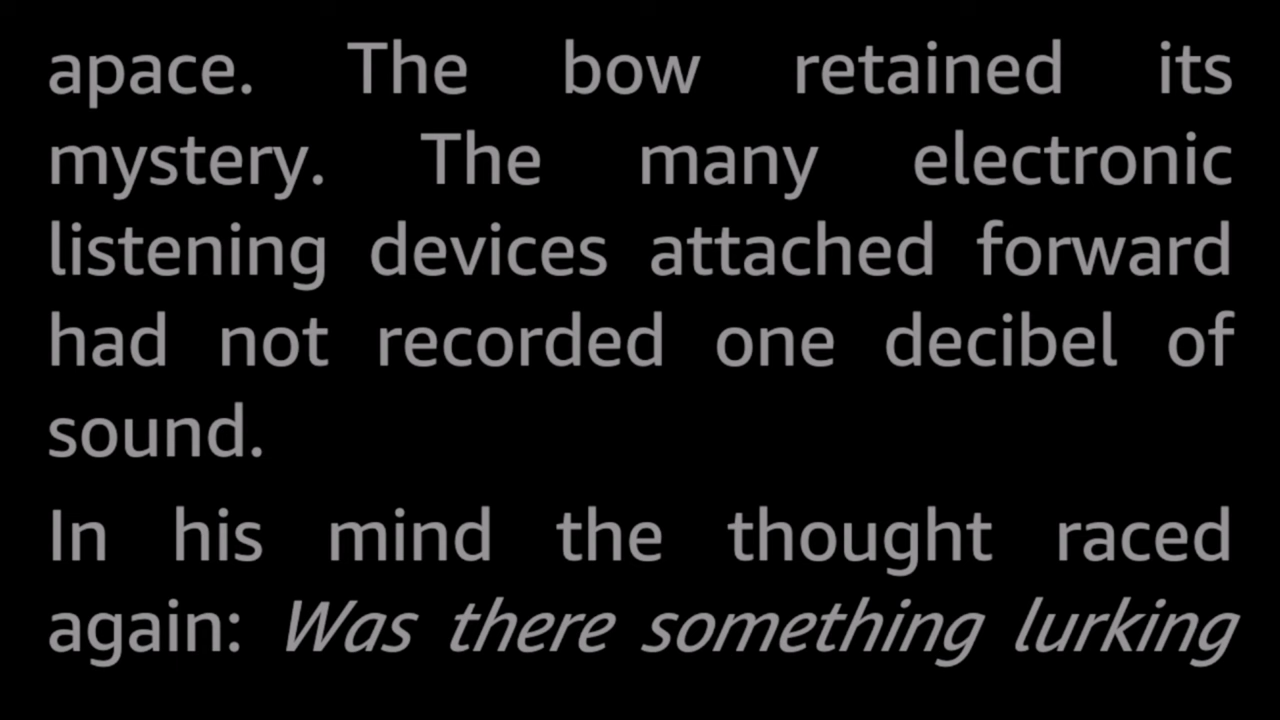 apace. The bow retained its
mystery. The many electronic
listening devices attached forward
had not recorded one decibel of
sound.
In his mind the thought raced
again: Was there something lurking